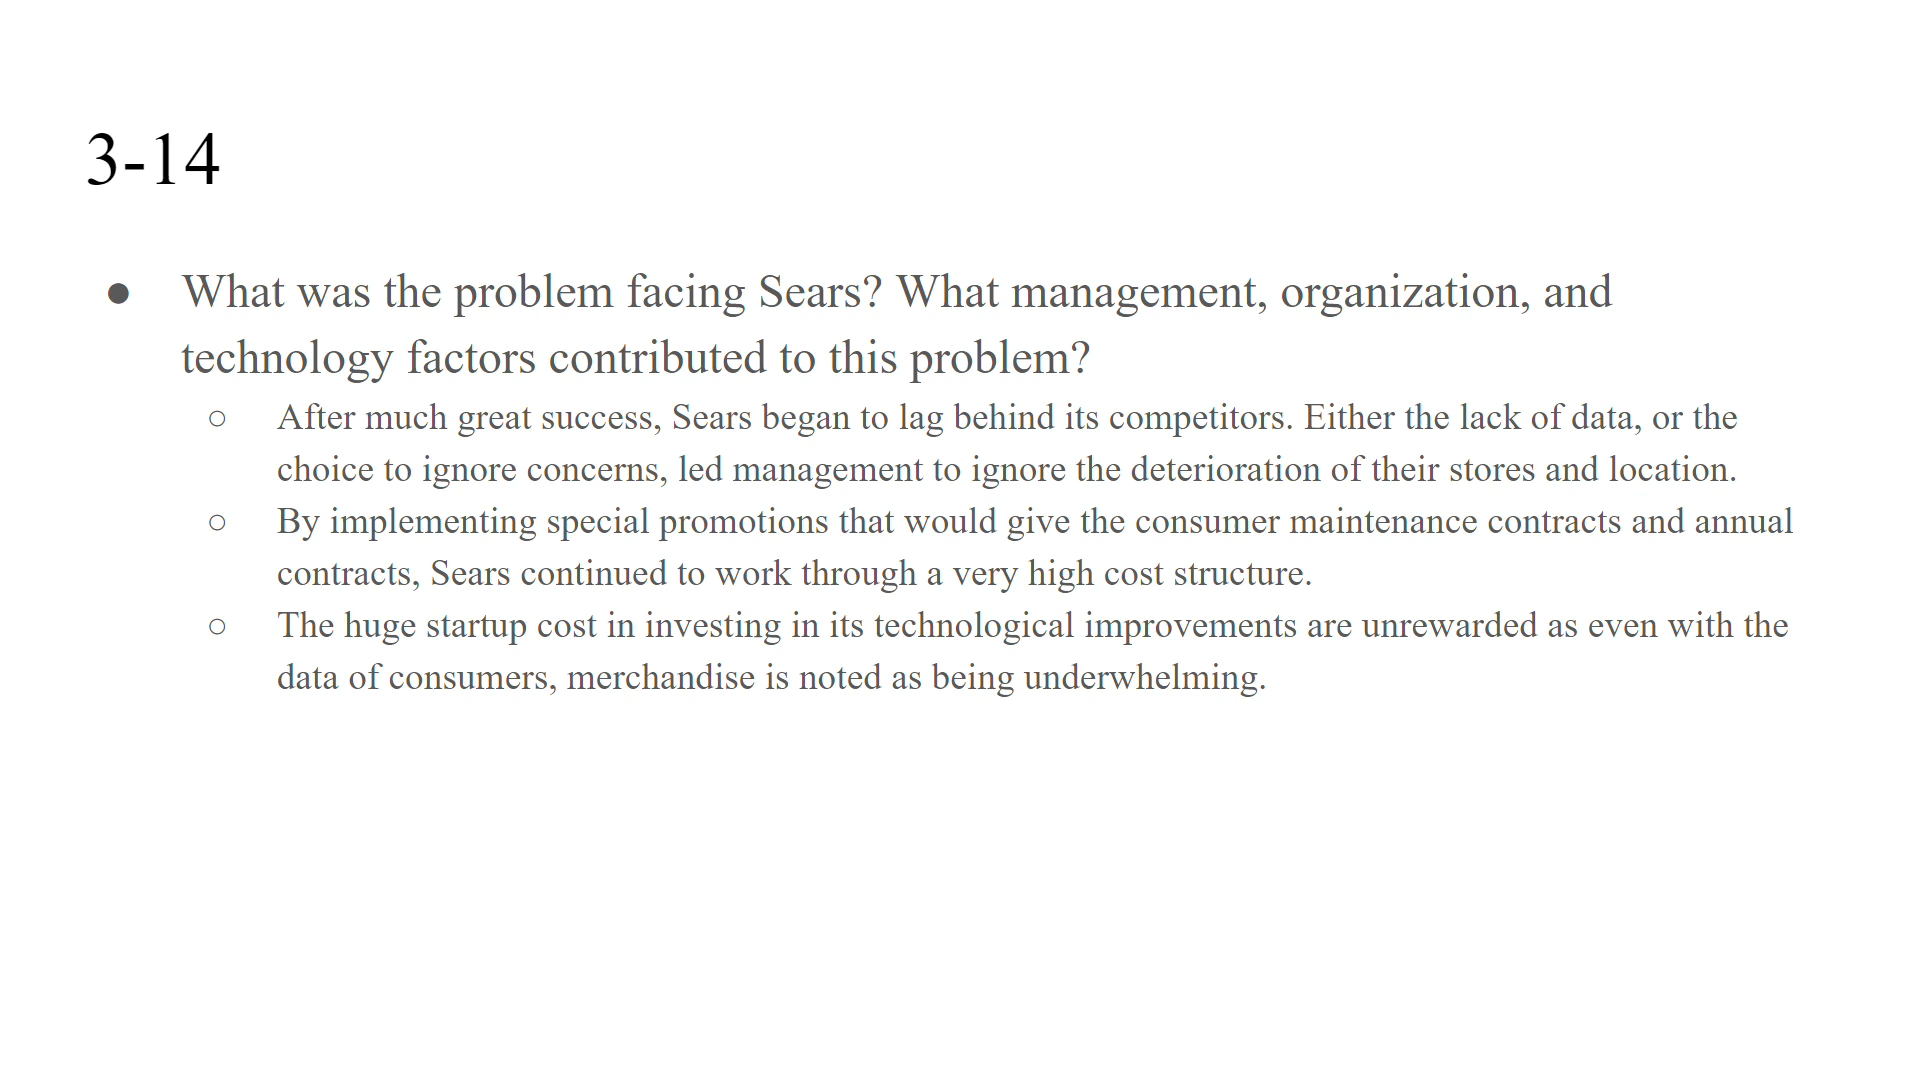 3-14
● What was the problem facing Sears? What management, organization, and
technology factors contributed to this problem?
○ After much great success, Sears began to lag behind its competitors. Either the lack of data, or the
choice to ignore concerns, led management to ignore the deterioration of their stores and location.
○ By implementing special promotions that would give the consumer maintenance contracts and annual
contracts, Sears continued to work through a very high cost structure.
○ The huge startup cost in investing in its technological improvements are unrewarded as even with the
data of consumers, merchandise is noted as being underwhelming.